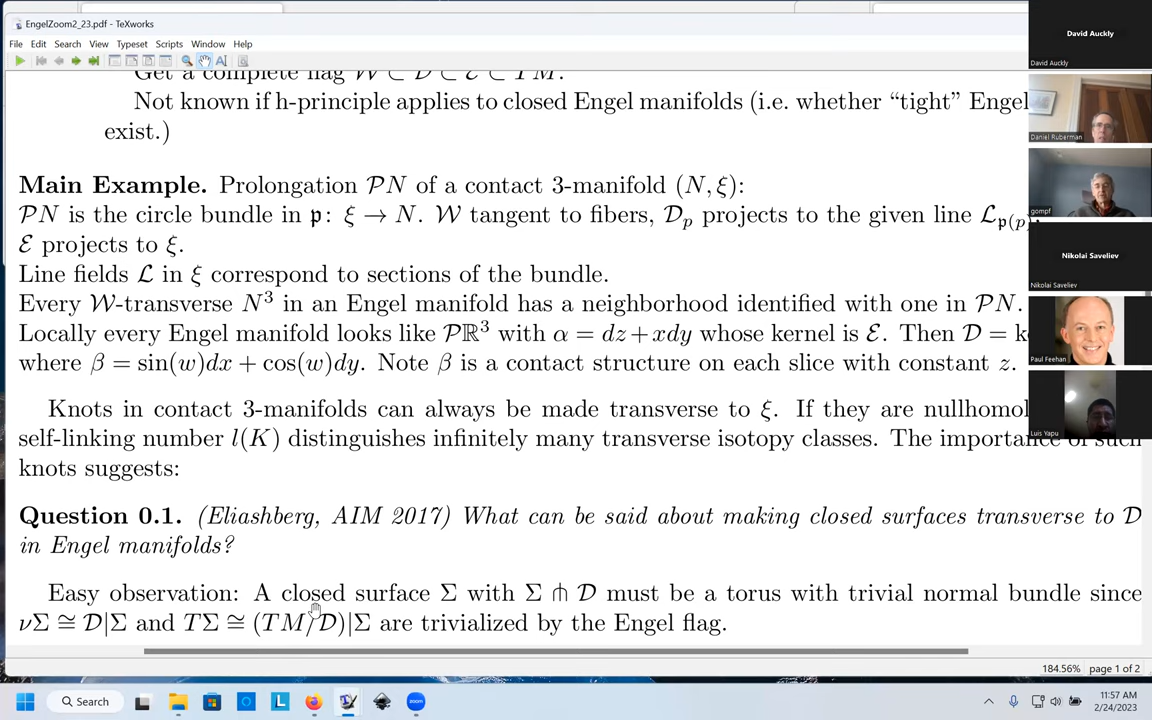 EngelZoom2_23.pdf - TeXworks
File Edit Search View Typeset Scripts Window Help
Get a complete flag 𝒲 ⊂ 𝒟 ⊂ ℰ ⊂ TM.
Not known if h-principle applies to closed Engel manifolds (i.e. whether “tight” Engel
exist.)
Main Example. Prolongation 𝒫N of a contact 3-manifold (N, ξ):
𝒫N is the circle bundle in 𝔭: ξ → N. 𝒲 tangent to fibers, 𝒟ₚ projects to the given line ℒ𝔭(p),
ℰ projects to ξ.
Line fields ℒ in ξ correspond to sections of the bundle.
Every 𝒲-transverse N³ in an Engel manifold has a neighborhood identified with one in 𝒫N.
Locally every Engel manifold looks like 𝒫ℝ³ with α = dz + xdy whose kernel is ℰ. Then 𝒟 =
where β = sin(w)dx + cos(w)dy. Note β is a contact structure on each slice with constant z.
Knots in contact 3-manifolds can always be made transverse to ξ. If they are nullhomol
self-linking number l(K) distinguishes infinitely many transverse isotopy classes. The importance of such
knots suggests:
Question 0.1. (Eliashberg, AIM 2017) What can be said about making closed surfaces transverse to 𝒟
in Engel manifolds?
Easy observation: A closed surface Σ with Σ ⋔ 𝒟 must be a torus with trivial normal bundle since
νΣ ≅ 𝒟|Σ and TΣ ≅ (TM/𝒟)|Σ are trivialized by the Engel flag.
184.56% page 1 of 2
David Auckly
David Auckly
Daniel Ruberman
gompf
Nikolai Saveliev
Nikolai Saveliev
Paul Feehan
Luis Yapu
Search
L
zoom
11:57 AM
2/24/2023